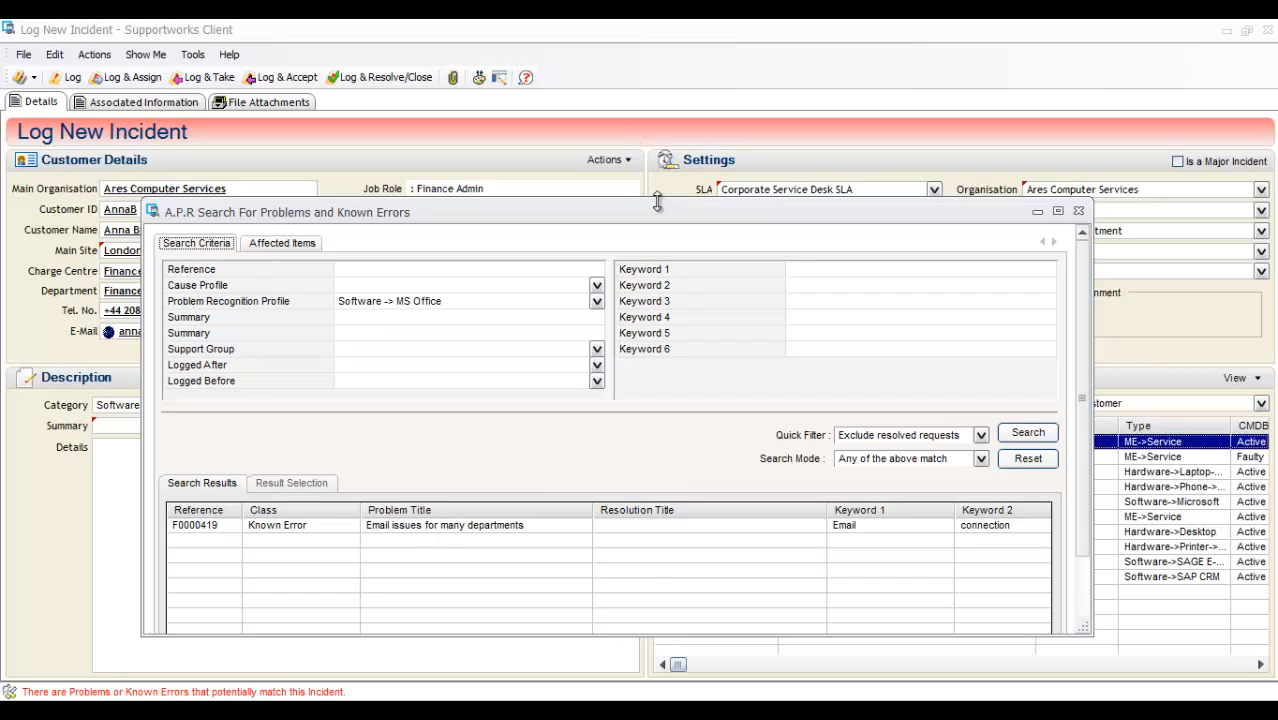 Log New Incident - Supportworks Client
File Edit Actions Show Me Tools Help
Log Log & Assign Log & Take Log & Accept Log & Resolve/Close
Details Associated Information File Attachments
Log New Incident
Customer Details Actions
Settings Is a Major Incident
Main Organisation Ares Computer Services Job Role : Finance Admin
SLA Corporate Service Desk SLA Organisation Ares Computer Services
Customer ID AnnaB
Customer Name Anna B
Main Site London
Charge Centre Finance
Department Finance
Tel. No. +44 208
E-Mail anna
A.P.R Search For Problems and Known Errors
Search Criteria Affected Items
Reference Keyword 1
Cause Profile Keyword 2
Problem Recognition Profile Software -> MS Office Keyword 3
Summary Keyword 4
Summary Keyword 5
Support Group Keyword 6
Logged After
Logged Before
Quick Filter : Exclude resolved requests Search
Search Mode : Any of the above match Reset
Search Results Result Selection
Reference Class Problem Title Resolution Title Keyword 1 Keyword 2
F0000419 Known Error Email issues for many departments Email connection
Description
Category Software
Summary
Details
View
Type CMDB
ME->Service Active
ME->Service Faulty
Hardware->Laptop-... Active
Hardware->Phone->... Active
Software->Microsoft Active
ME->Service Active
Hardware->Desktop Active
Hardware->Printer->... Active
Software->SAGE E-... Active
Software->SAP CRM Active
There are Problems or Known Errors that potentially match this Incident.